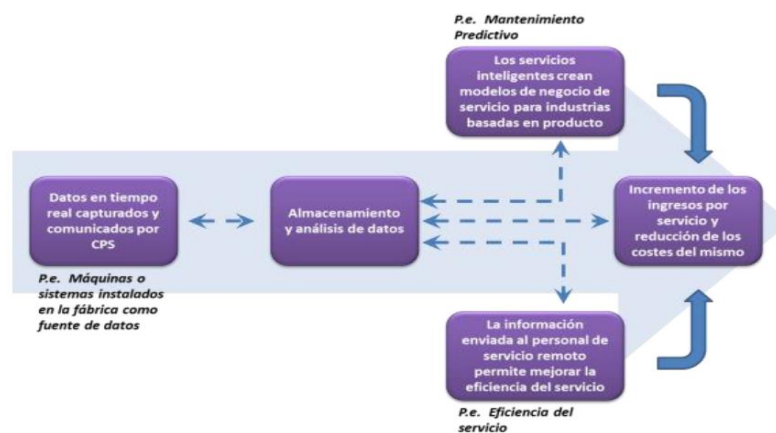 P.e. Mantenimiento
Predictivo
Los servicios
inteligentes crean
modelos de negocio de
servicio para industrias
basadas en producto
Datos en tiempo
real capturados y
comunicados por
CPS
P.e. Máquinas o
sistemas instalados
en la fábrica como
fuente de datos
Almacenamiento
y análisis de datos
Incremento de los
ingresos por
servicio y
reducción de los
costes del mismo
La información
enviada al personal de
servicio remoto
permite mejorar la
eficiencia del servicio
P.e. Eficiencia del
servicio